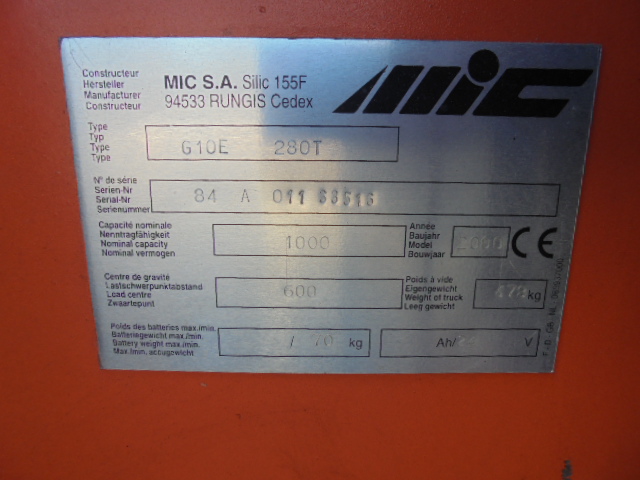 Constructeur
Hersteller
Manufacturer
Constructeur
MIC S.A. Silic 155F
94533 RUNGIS Cedex
mic
Type
Typ
Type
Type
G10E 280T
N° de série
Serien-Nr
Serial-Nr
Serienummer
84 A 011
Capacité nominale
Nenntragfähigkeit
Nominal capacity
Nominal vermogen
1000
Année
Baujahr
Model
Bouwjaar
2000
CE
Centre de gravité
Lastschwerpunktabstand
Load centre
Zwaartepunt
600
Poids à vide
Eigengewicht
Weight of truck
Leeg gewicht
kg
Poids des batteries max./min.
Batteriegewicht max./min.
Battery weight max./min.
Max./mint. accugewicht
/ 70 kg
Ah/ V